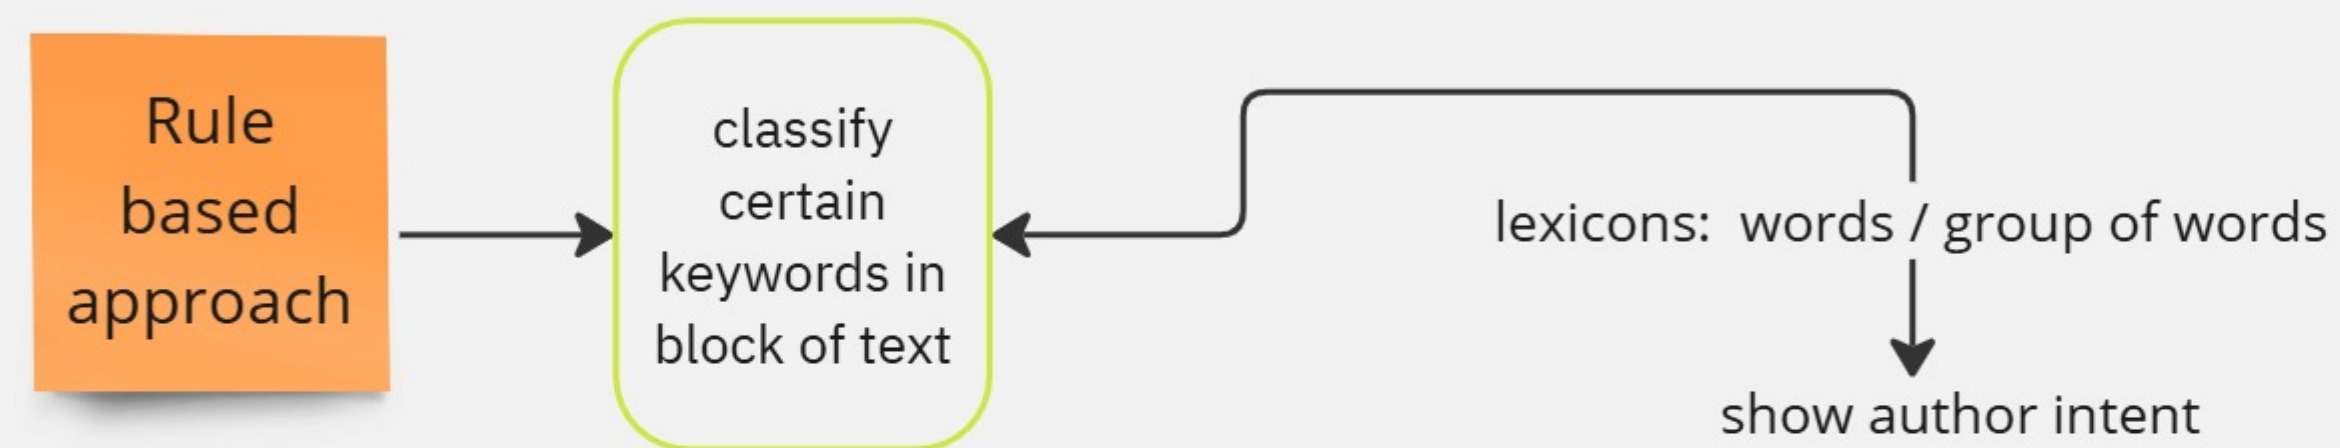 Rule
based
approach
classify
certain
keywords in
block of text
lexicons: words / group of words
show author intent